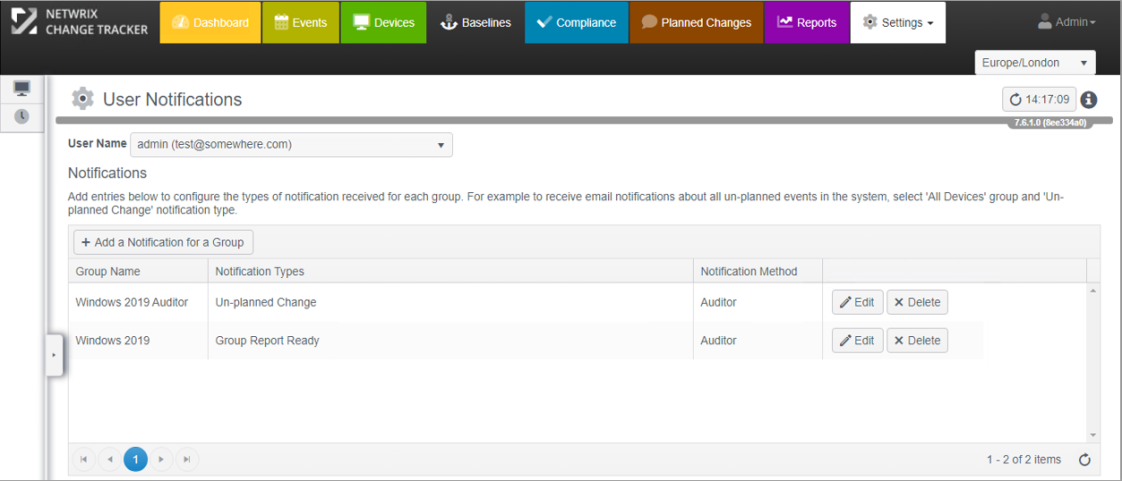 NETWRIX
CHANGE TRACKER
Dashboard
Events
Devices
Baselines
Compliance
Planned Changes
Reports
Settings
Admin
Europe/London
User Notifications
14:17:09
7.6.1.0 (8ee334a0)
User Name admin (test@somewhere.com)
Notifications
Add entries below to configure the types of notification received for each group. For example to receive email notifications about all un-planned events in the system, select 'All Devices' group and 'Un-
planned Change' notification type.
+ Add a Notification for a Group
Group Name Notification Types Notification Method
Windows 2019 Auditor Un-planned Change Auditor Edit Delete
Windows 2019 Group Report Ready Auditor Edit Delete
1
1 - 2 of 2 items